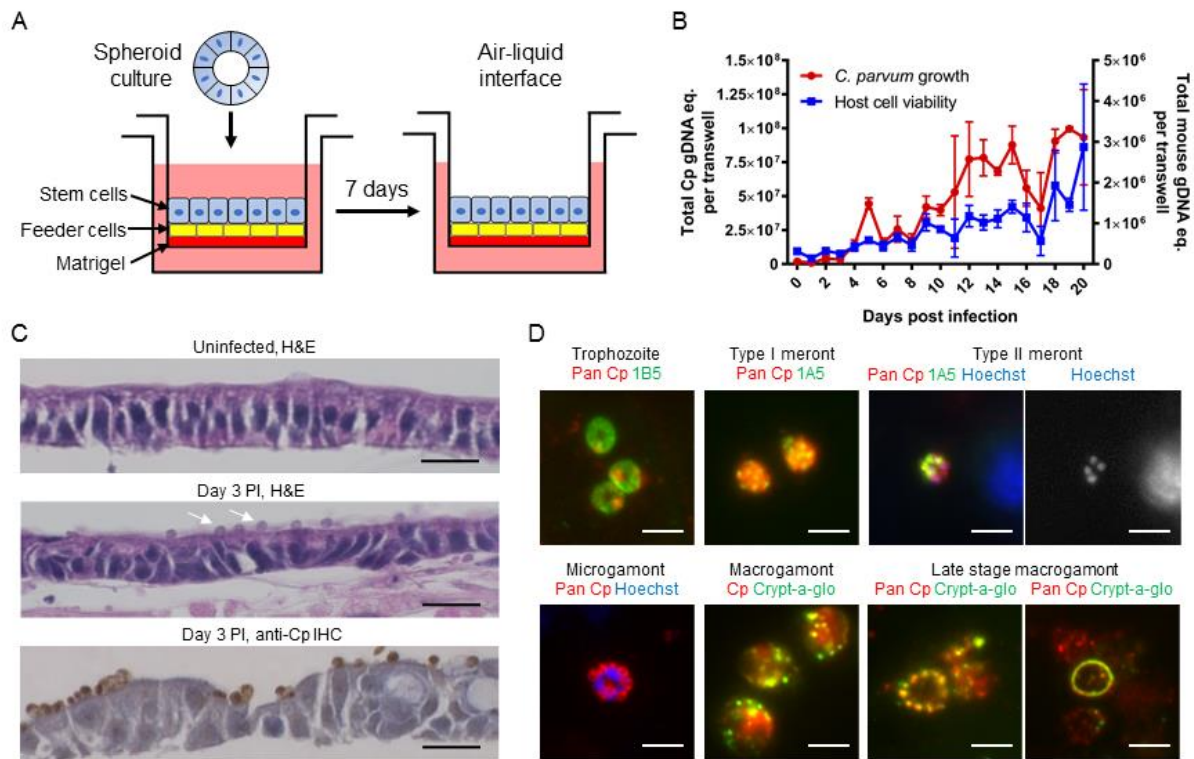 A
Spheroid
culture
Air-liquid
interface
7 days
Stem cells
Feeder cells
Matrigel
B
Total Cp gDNA eq.
per transwell
1.5×10⁸
1.0×10⁸
7.5×10⁷
5.0×10⁷
2.5×10⁷
0
C. parvum growth
Host cell viability
5×10⁶
4×10⁶
3×10⁶
2×10⁶
1×10⁶
0
Total mouse gDNA eq.
per transwell
0 2 4 6 8 10 12 14 16 18 20
Days post infection
C
Uninfected, H&E
Day 3 PI, H&E
Day 3 PI, anti-Cp IHC
D
Trophozoite
Pan Cp 1B5
Type I meront
Pan Cp 1A5
Type II meront
Pan Cp 1A5 Hoechst
Hoechst
Microgamont
Pan Cp Hoechst
Macrogamont
Cp Crypt-a-glo
Late stage macrogamont
Pan Cp Crypt-a-glo
Pan Cp Crypt-a-glo